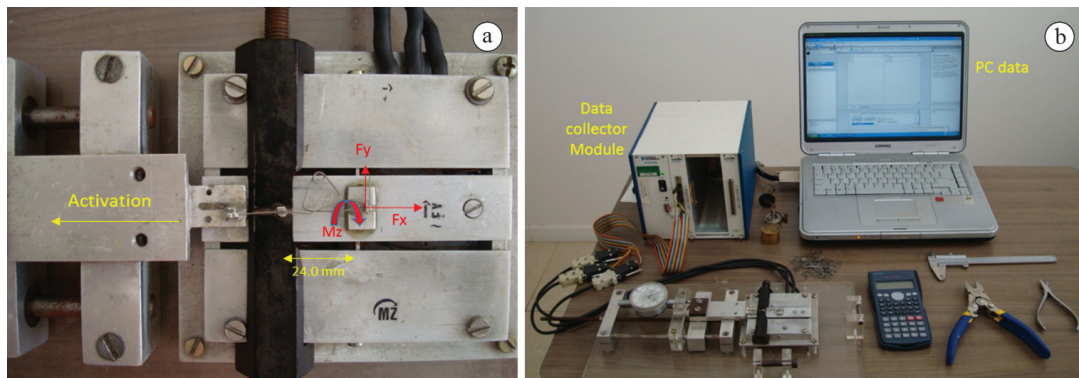 a
Fy
Activation
Mz
Fx
24.0 mm
MZ
b
PC data
Data
collector
Module